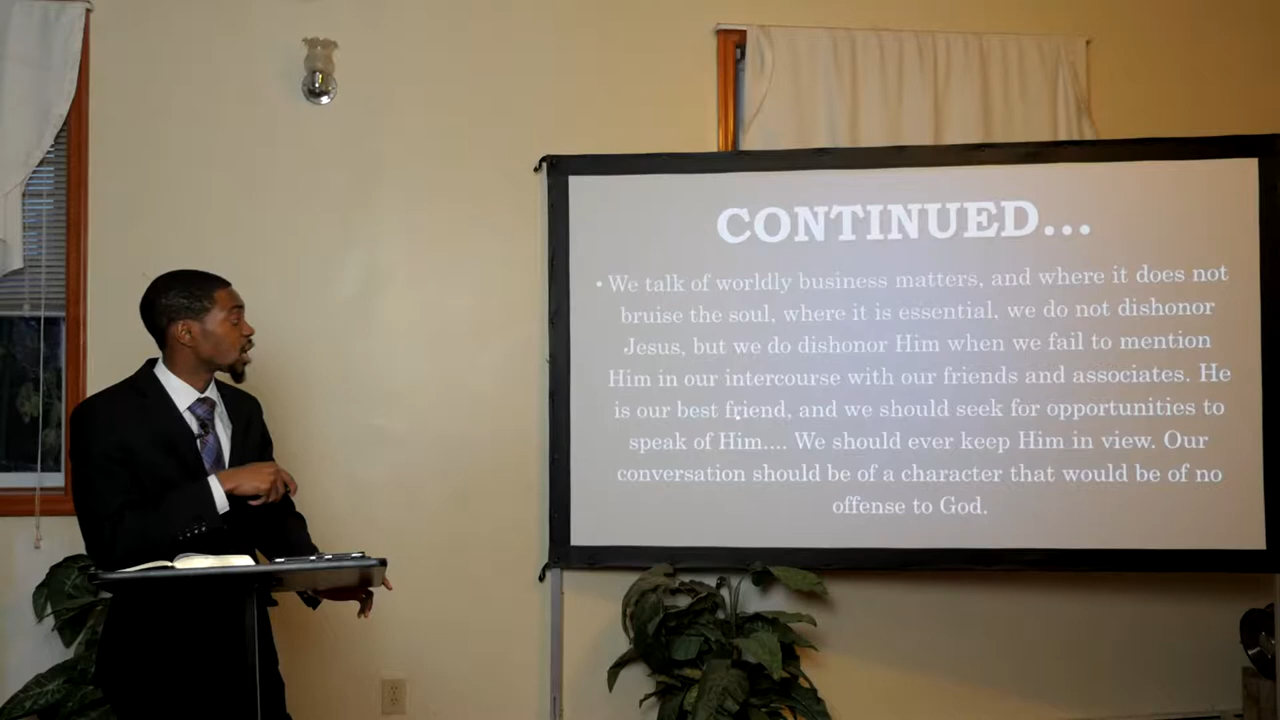 CONTINUED...
• We talk of worldly business matters, and where it does not
bruise the soul, where it is essential, we do not dishonor
Jesus, but we do dishonor Him when we fail to mention
Him in our intercourse with our friends and associates. He
is our best friend, and we should seek for opportunities to
speak of Him.... We should ever keep Him in view. Our
conversation should be of a character that would be of no
offense to God.